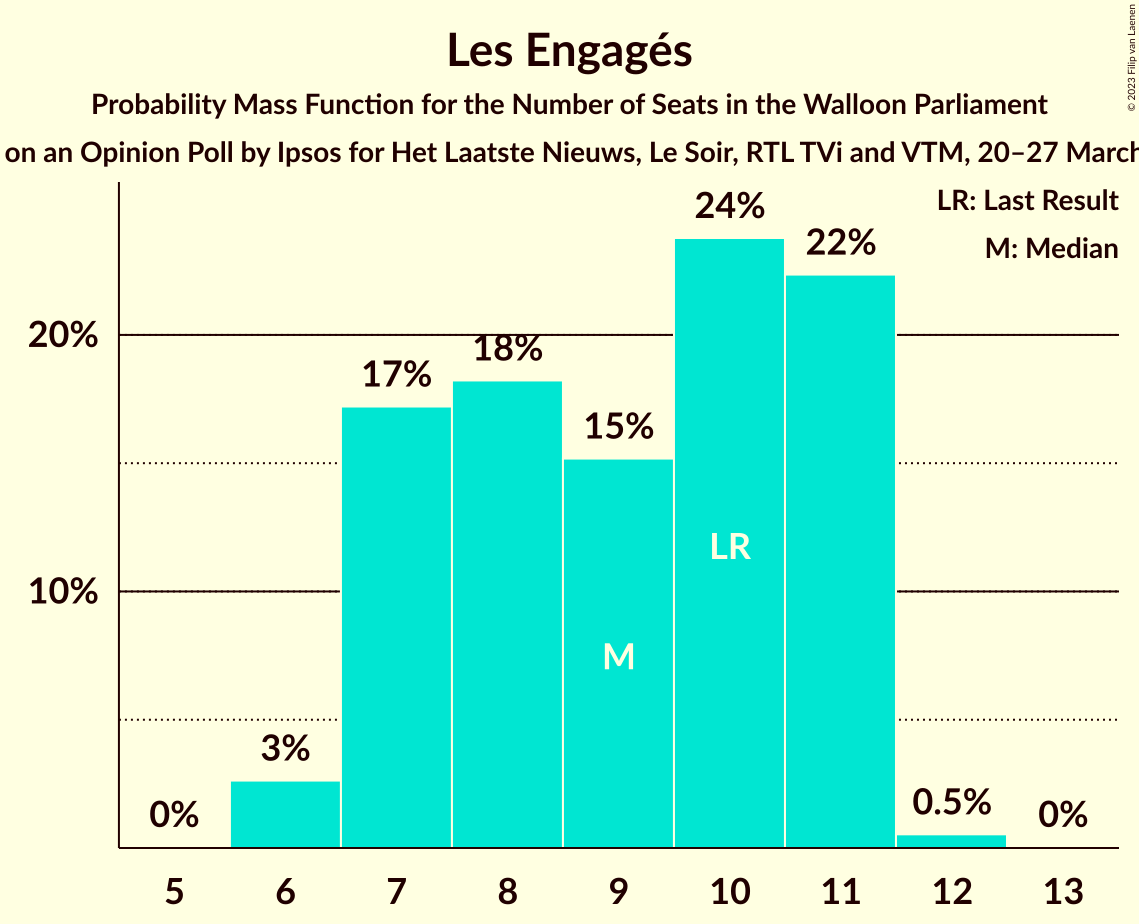 Les Engagés
Probability Mass Function for the Number of Seats in the Walloon Parliament
on an Opinion Poll by Ipsos for Het Laatste Nieuws, Le Soir, RTL TVi and VTM, 20–27 March
© 2023 Filip van Laenen
LR: Last Result
M: Median
20%
10%
0%
3%
17%
18%
15%
24%
22%
0.5%
0%
LR
M
5 6 7 8 9 10 11 12 13